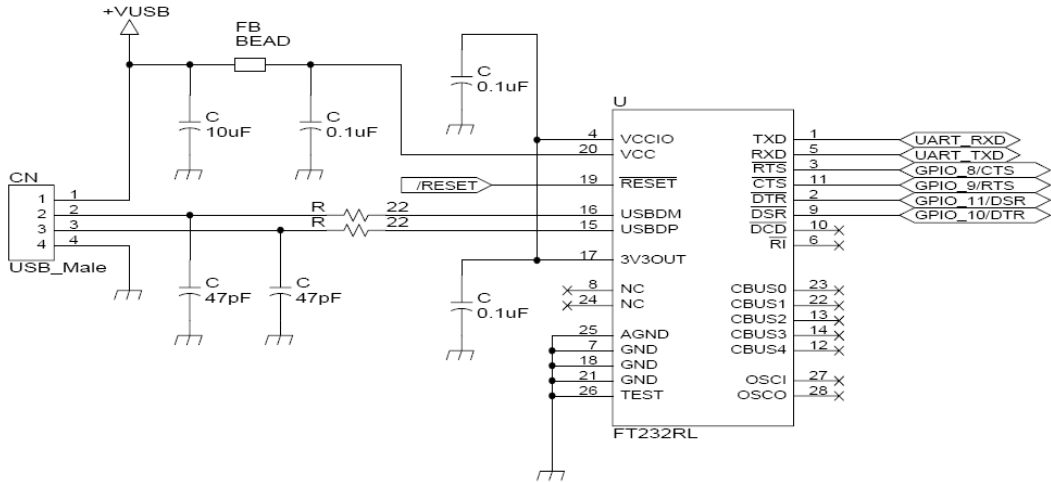 +VUSB
FB
BEAD
C
10uF
C
0.1uF
C
0.1uF
U
4 VCCIO TXD 1 UART_RXD
20 VCC RXD 5 UART_TXD
RTS 3 GPIO_8/CTS
/RESET 19 RESET CTS 11 GPIO_9/RTS
DTR 2 GPIO_11/DSR
CN
1 1
2 2 R 22 16 USBDM DSR 9 GPIO_10/DTR
3 3 R 22 15 USBDP DCD 10
4 4 RI 6
USB_Male
17 3V3OUT
C
47pF
C
47pF
C
0.1uF
8 NC CBUS0 23
24 NC CBUS1 22
CBUS2 13
25 AGND CBUS3 14
7 GND CBUS4 12
18 GND
21 GND OSCI 27
26 TEST OSCO 28
FT232RL